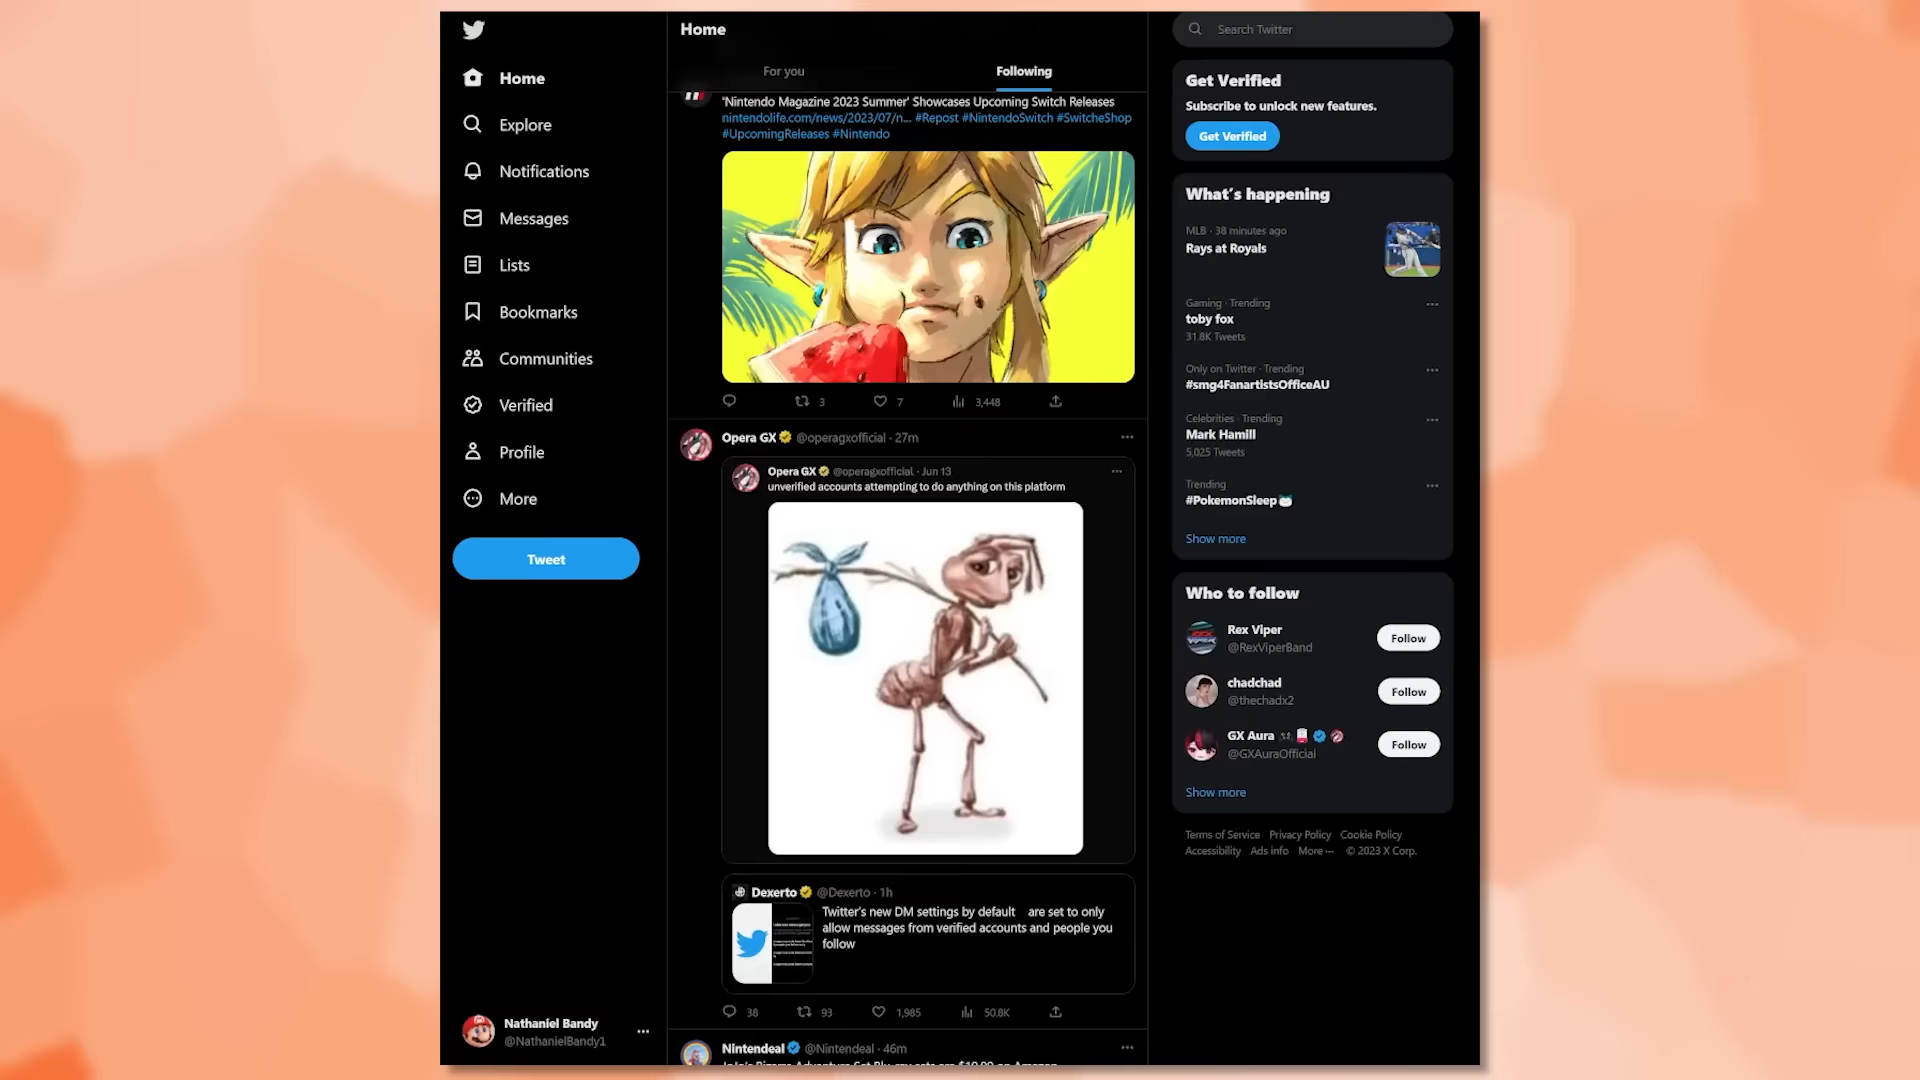 Home
Explore
Notifications
Messages
Lists
Bookmarks
Communities
Verified
Profile
More
Tweet
Nathaniel Bandy
@NathanielBandy1
Home
For you
Following
'Nintendo Magazine 2023 Summer' Showcases Upcoming Switch Releases
nintendolife.com/news/2023/07/n... #Repost #NintendoSwitch #SwitcheShop
#UpcomingReleases #Nintendo
3
7
3,448
Opera GX @operagxofficial · 27m
Opera GX @operagxofficial · Jun 13
unverified accounts attempting to do anything on this platform
Dexerto @Dexerto · 1h
Twitter's new DM settings by default are set to only
allow messages from verified accounts and people you
follow
38
93
1,985
50.8K
Nintendeal @Nintendeal · 46m
Search Twitter
Get Verified
Subscribe to unlock new features.
Get Verified
What's happening
MLB · 38 minutes ago
Rays at Royals
Gaming · Trending
toby fox
31.8K Tweets
Only on Twitter · Trending
#smg4FanartistsOfficeAU
Celebrities · Trending
Mark Hamill
5,025 Tweets
Trending
#PokemonSleep
Show more
Who to follow
Rex Viper
@RexViperBand
Follow
chadchad
@thechadx2
Follow
GX Aura
@GXAuraOfficial
Follow
Show more
Terms of Service Privacy Policy Cookie Policy
Accessibility Ads info More ··· © 2023 X Corp.